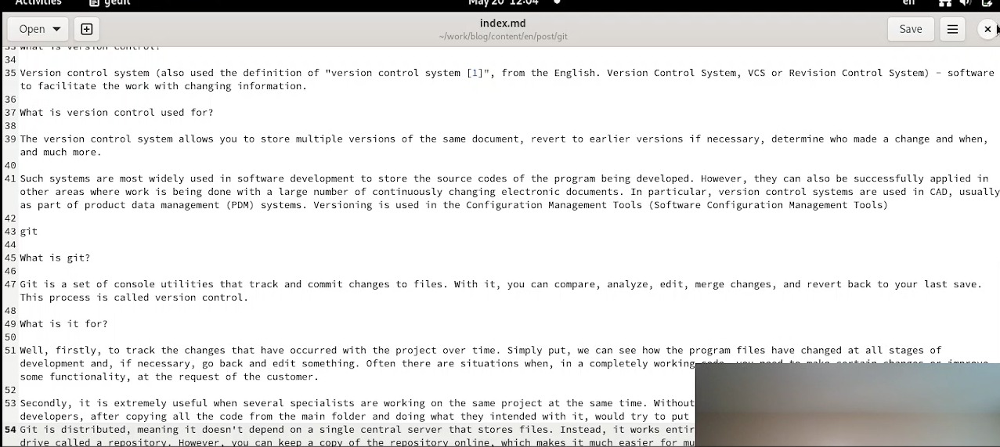 Activities gedit May 20 12:04 en
Open index.md Save
~/work/blog/content/en/post/git
33 What is version control?
34
35 Version control system (also used the definition of "version control system [1]", from the English. Version Control System, VCS or Revision Control System) - software
to facilitate the work with changing information.
36
37 What is version control used for?
38
39 The version control system allows you to store multiple versions of the same document, revert to earlier versions if necessary, determine who made a change and when,
and much more.
40
41 Such systems are most widely used in software development to store the source codes of the program being developed. However, they can also be successfully applied in
other areas where work is being done with a large number of continuously changing electronic documents. In particular, version control systems are used in CAD, usually
as part of product data management (PDM) systems. Versioning is used in the Configuration Management Tools (Software Configuration Management Tools)
42
43 git
44
45 What is git?
46
47 Git is a set of console utilities that track and commit changes to files. With it, you can compare, analyze, edit, merge changes, and revert back to your last save.
This process is called version control.
48
49 What is it for?
50
51 Well, firstly, to track the changes that have occurred with the project over time. Simply put, we can see how the program files have changed at all stages of
development and, if necessary, go back and edit something. Often there are situations when, in a completely working code, you need to make certain changes or improve
some functionality, at the request of the customer.
52
53 Secondly, it is extremely useful when several specialists are working on the same project at the same time. Without
developers, after copying all the code from the main folder and doing what they intended with it, would try to put
54 Git is distributed, meaning it doesn't depend on a single central server that stores files. Instead, it works
drive called a repository. However, you can keep a copy of the repository online, which makes it much easier for